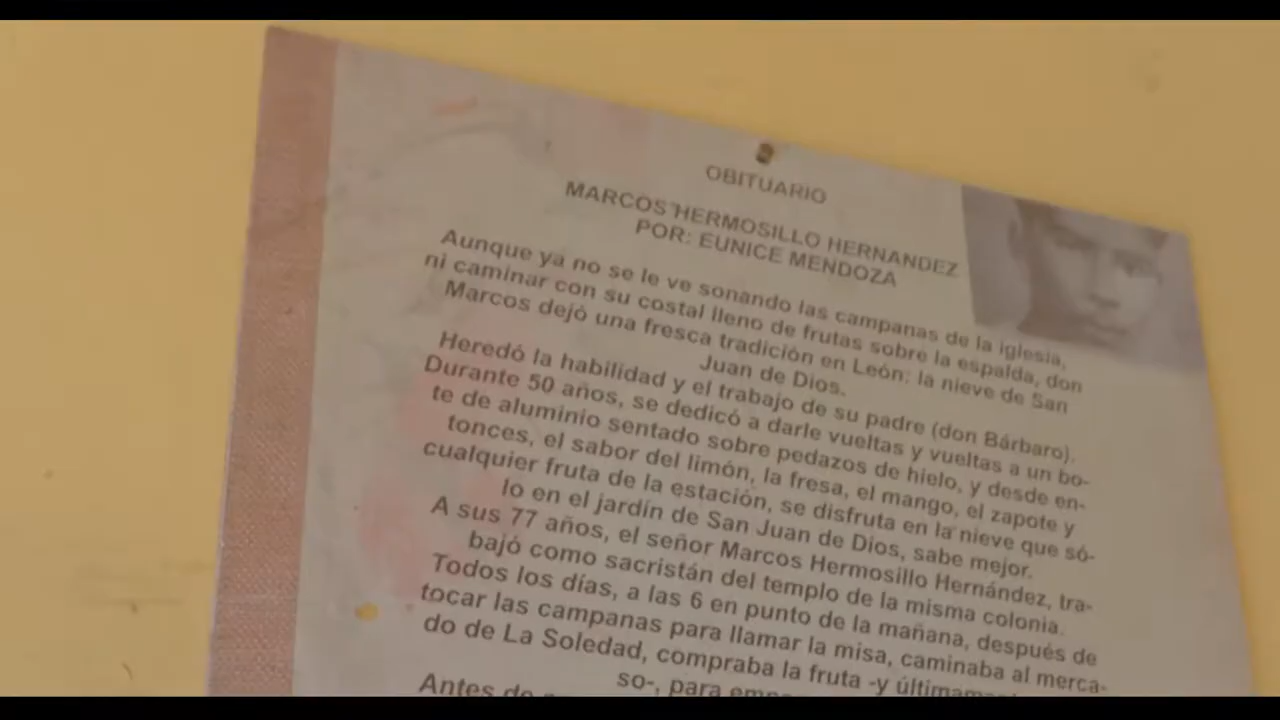 OBITUARIO
MARCOS HERMOSILLO HERNANDEZ
POR: EUNICE MENDOZA
Aunque ya no se le ve sonando las campanas de la iglesia,
ni caminar con su costal lleno de frutas sobre la espalda, don
Marcos dejó una fresca tradición en León: la nieve de San
Juan de Dios.
Heredó la habilidad y el trabajo de su padre (don Bárbaro).
Durante 50 años, se dedicó a darle vueltas y vueltas a un bo-
te de aluminio sentado sobre pedazos de hielo, y desde en-
tonces, el sabor del limón, la fresa, el mango, el zapote y
cualquier fruta de la estación, se disfruta en la nieve que só-
lo en el jardín de San Juan de Dios, sabe mejor.
A sus 77 años, el señor Marcos Hermosillo Hernández, tra-
bajó como sacristán del templo de la misma colonia.
Todos los días, a las 6 en punto de la mañana, después de
tocar las campanas para llamar la misa, caminaba al merca-
do de La Soledad, compraba la fruta -y
so-, para
Antes de